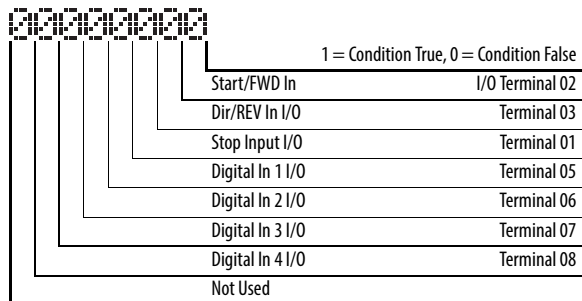 00000000
1 = Condition True, 0 = Condition False
Start/FWD In I/O Terminal 02
Dir/REV In I/O Terminal 03
Stop Input I/O Terminal 01
Digital In 1 I/O Terminal 05
Digital In 2 I/O Terminal 06
Digital In 3 I/O Terminal 07
Digital In 4 I/O Terminal 08
Not Used